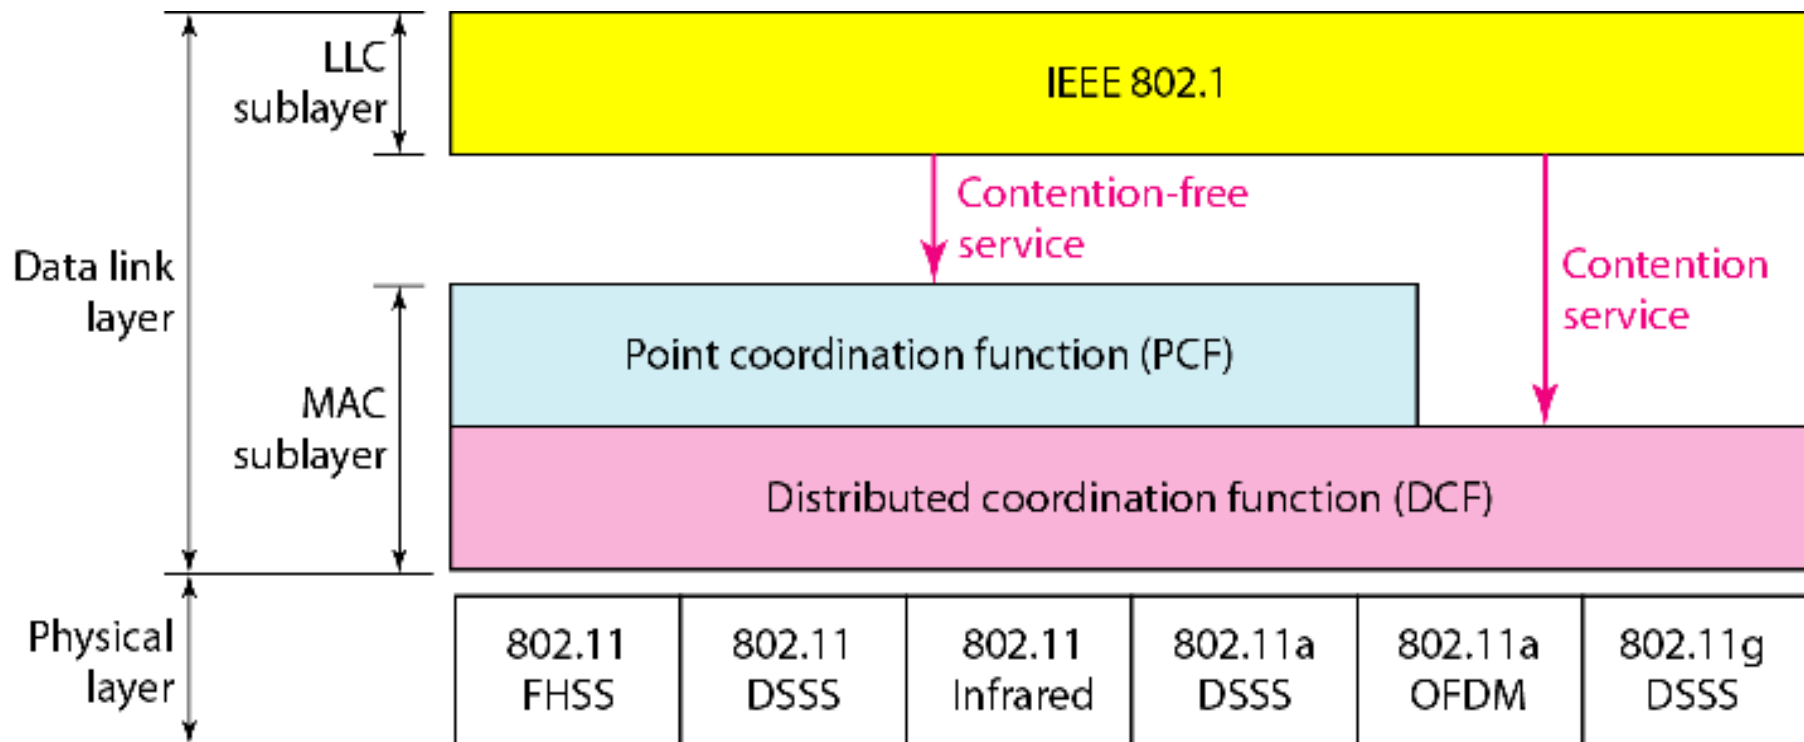 LLC
sublayer
IEEE 802.1
Contention-free
service
Data link
layer
Contention
service
Point coordination function (PCF)
MAC
sublayer
Distributed coordination function (DCF)
Physical
layer
802.11
FHSS
802.11
DSSS
802.11
Infrared
802.11a
DSSS
802.11a
OFDM
802.11g
DSSS